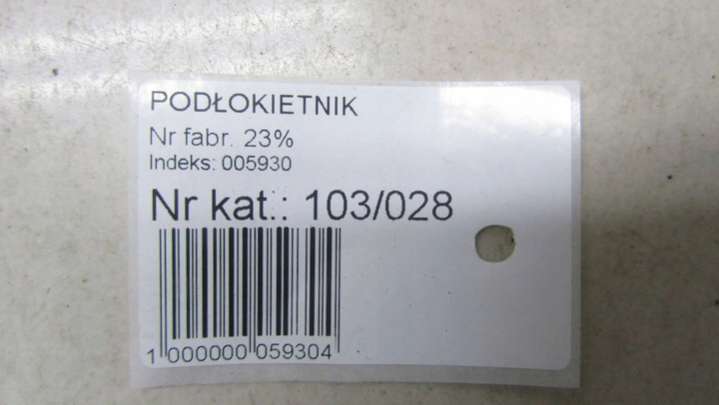 PODŁOKIETNIK
Nr fabr. 23%
Indeks: 005930
Nr kat.: 103/028
1 000000 059304